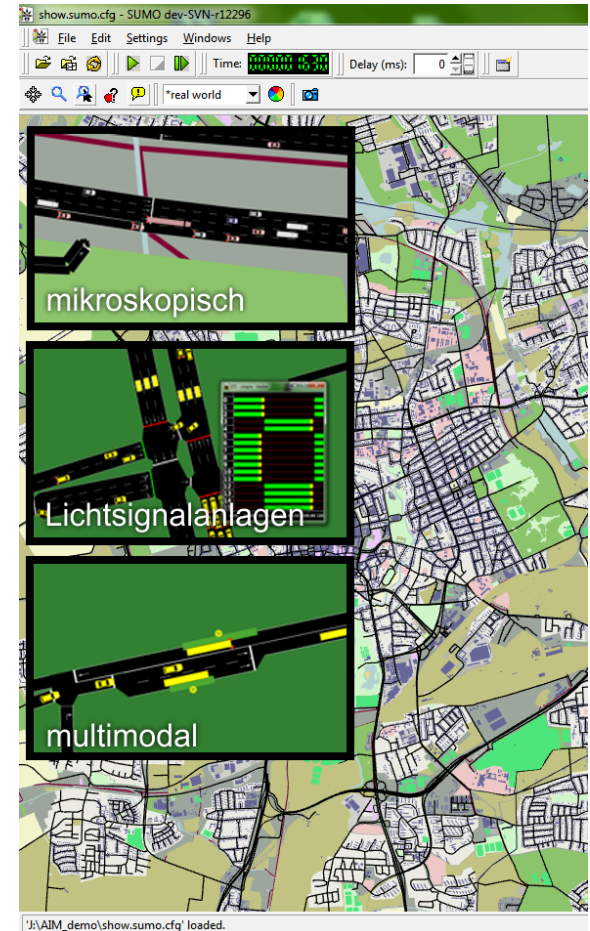 show.sumo.cfg - SUMO dev-SVN-r12296
File Edit Settings Windows Help
Time: Delay (ms): 0
*real world
mikroskopisch
Lichtsignalanlagen
multimodal
'J:\AIM_demo\show.sumo.cfg' loaded.